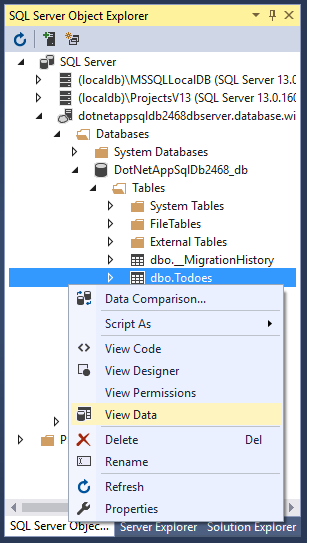 SQL Server Object Explorer
SQL Server
(localdb)\MSSQLLocalDB (SQL Server 13.0
(localdb)\ProjectsV13 (SQL Server 13.0.160
dotnetappsqldb2468dbserver.database.wi
Databases
System Databases
DotNetAppSqlDb2468_db
Tables
System Tables
FileTables
External Tables
dbo.__MigrationHistory
dbo.Todoes
Data Comparison...
Script As
View Code
View Designer
View Permissions
View Data
Delete Del
Rename
Refresh
Properties
P
SQL Server Objec... Server Explorer Solution Explorer